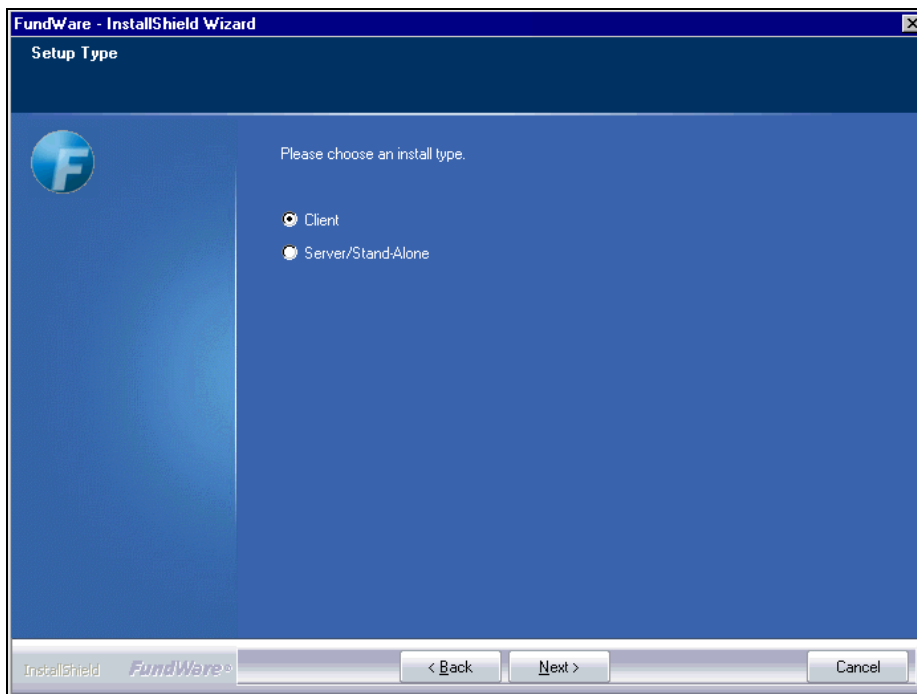 FundWare - InstallShield Wizard
Setup Type
F
Please choose an install type.
Client
Server/Stand-Alone
InstallShield FundWare®
< Back Next > Cancel